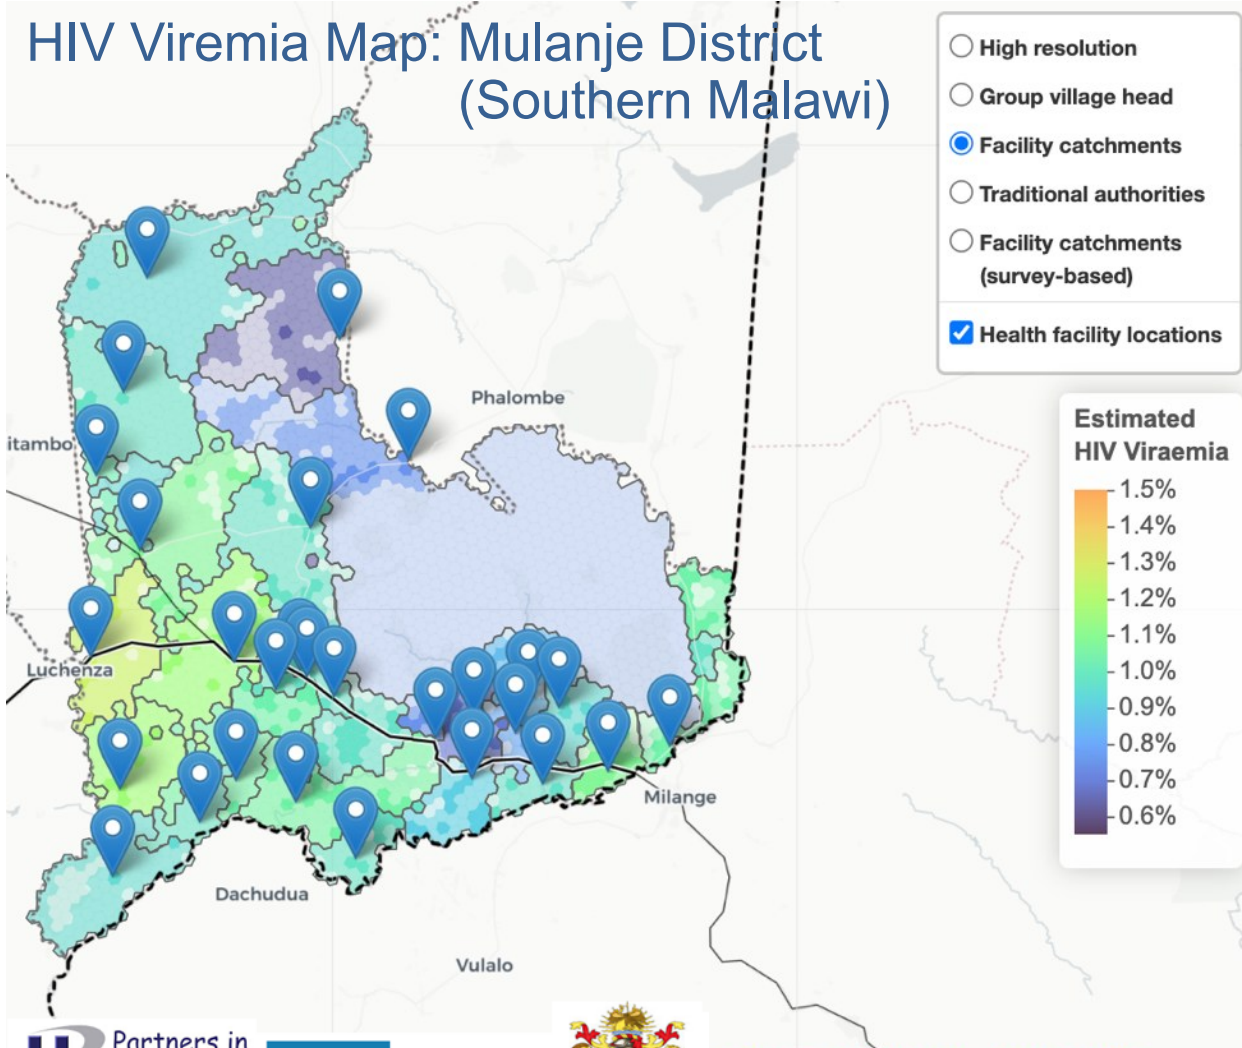 HIV Viremia Map: Mulanje District
(Southern Malawi)
High resolution
Group village head
Facility catchments
Traditional authorities
Facility catchments
(survey-based)
Health facility locations
Phalombe
itambo
Estimated
HIV Viraemia
1.5%
1.4%
1.3%
1.2%
1.1%
1.0%
0.9%
0.8%
0.7%
0.6%
Luchenza
Milange
Dachudua
Vulalo
Partners in